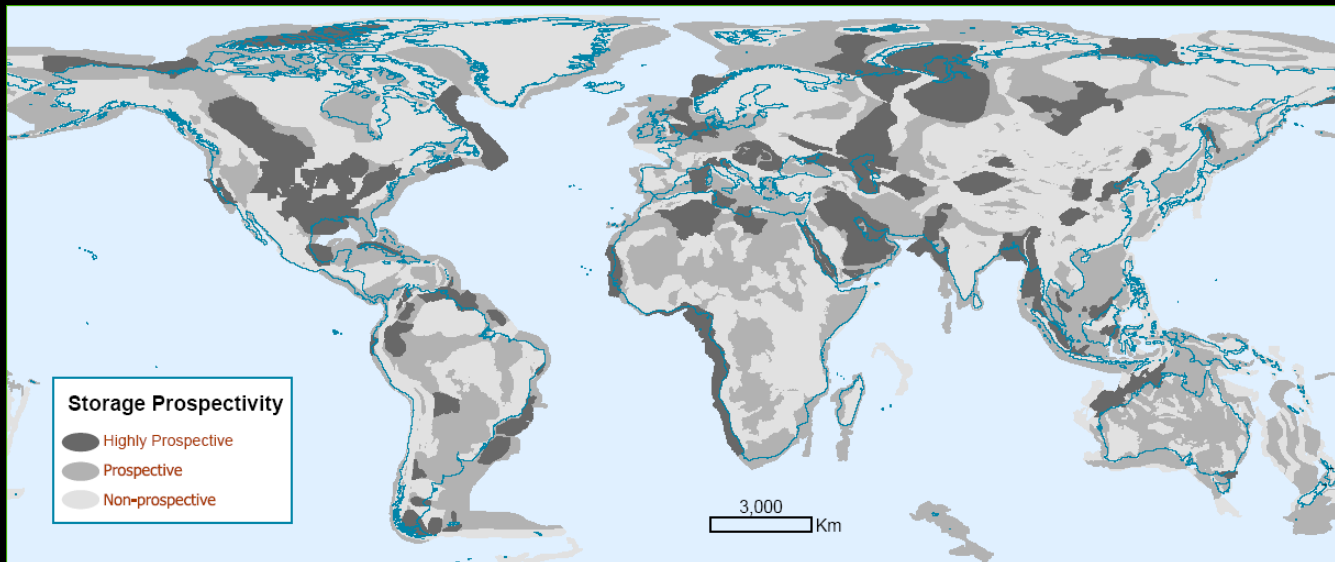 Storage Prospectivity
Highly Prospective
Prospective
Non-prospective
3,000
Km